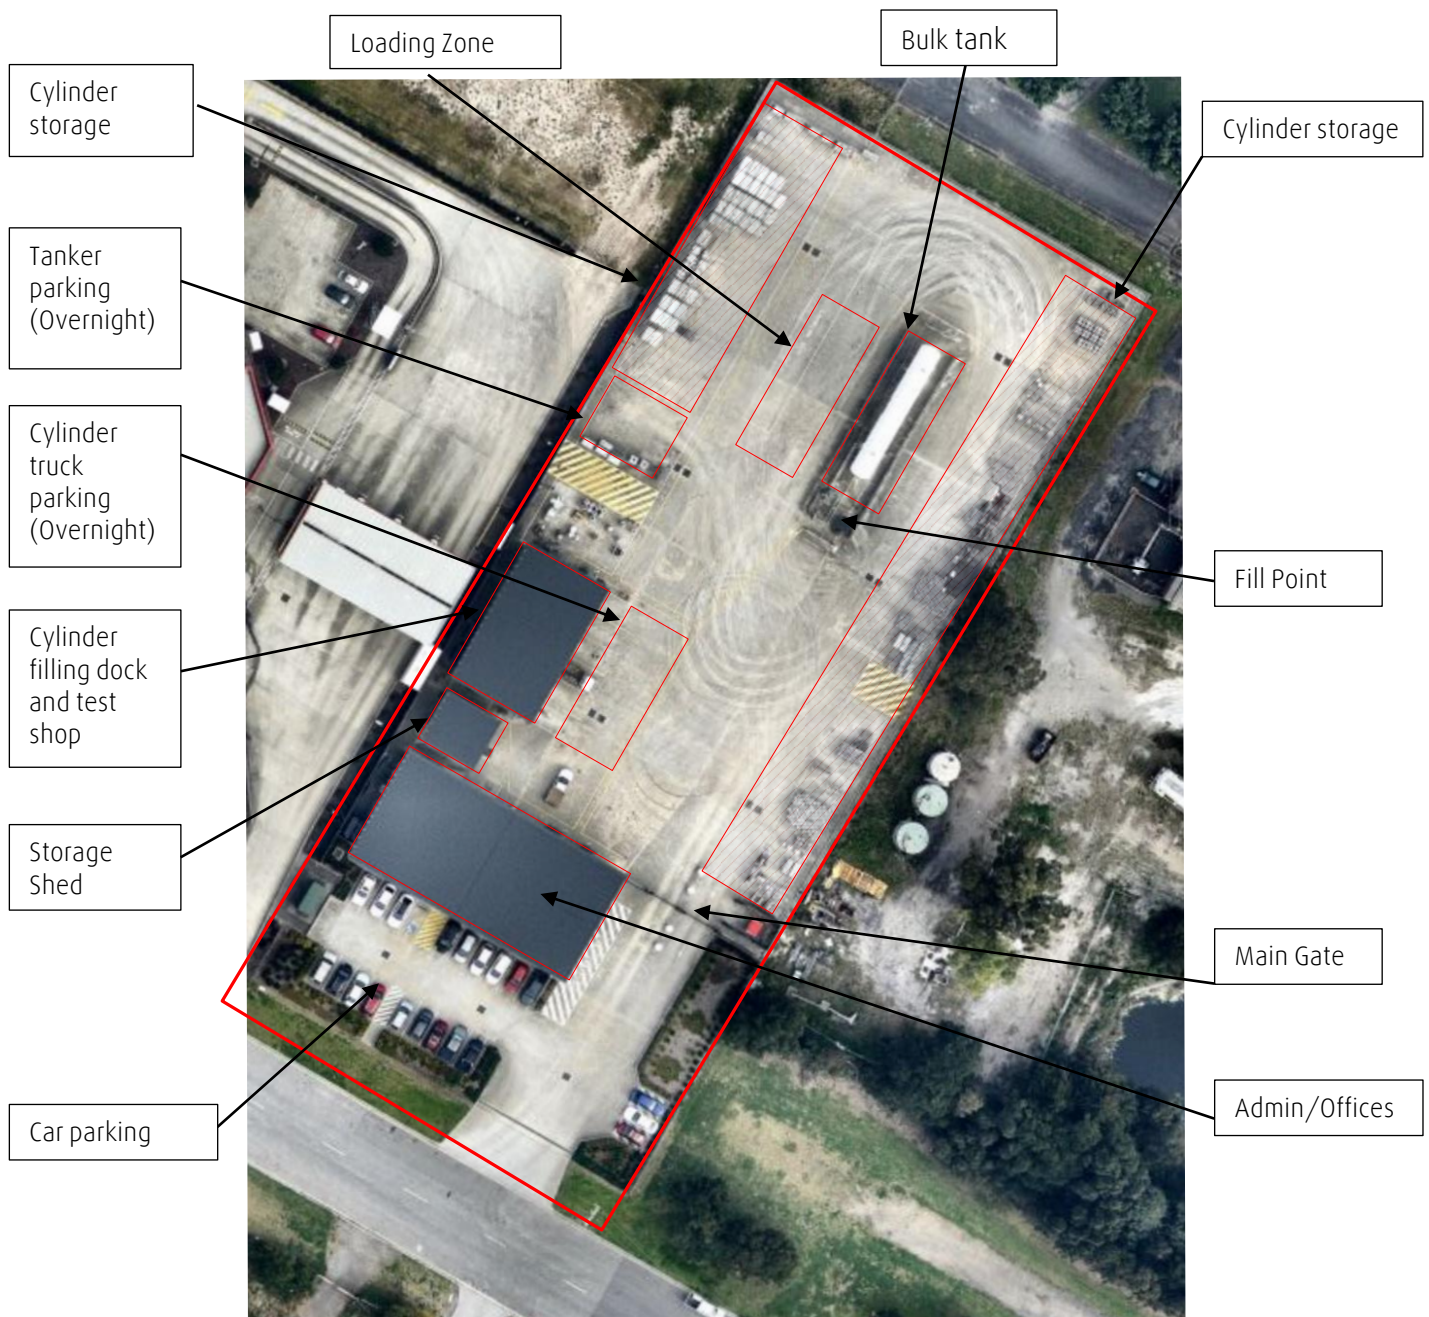 Loading Zone
Bulk tank
Cylinder
storage
Cylinder storage
Tanker
parking
(Overnight)
Cylinder
truck
parking
(Overnight)
Fill Point
Cylinder
filling dock
and test
shop
Storage
Shed
Main Gate
Admin/Offices
Car parking